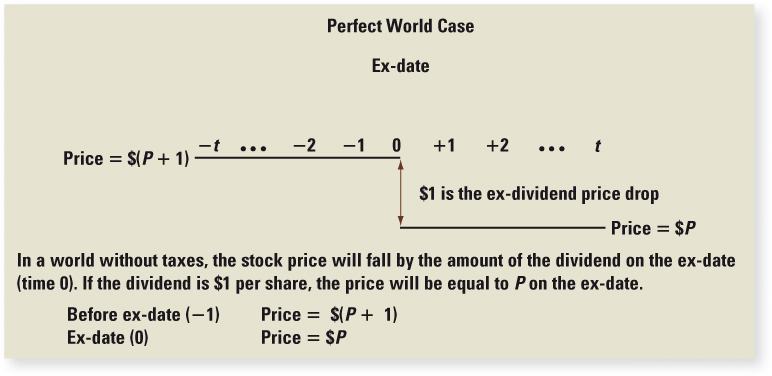 Perfect World Case
Ex-date
Price = $(P + 1) −t ••• −2 −1 0 +1 +2 ••• t
$1 is the ex-dividend price drop
Price = $P
In a world without taxes, the stock price will fall by the amount of the dividend on the ex-date
(time 0). If the dividend is $1 per share, the price will be equal to P on the ex-date.
Before ex-date (−1) Price = $(P + 1)
Ex-date (0) Price = $P